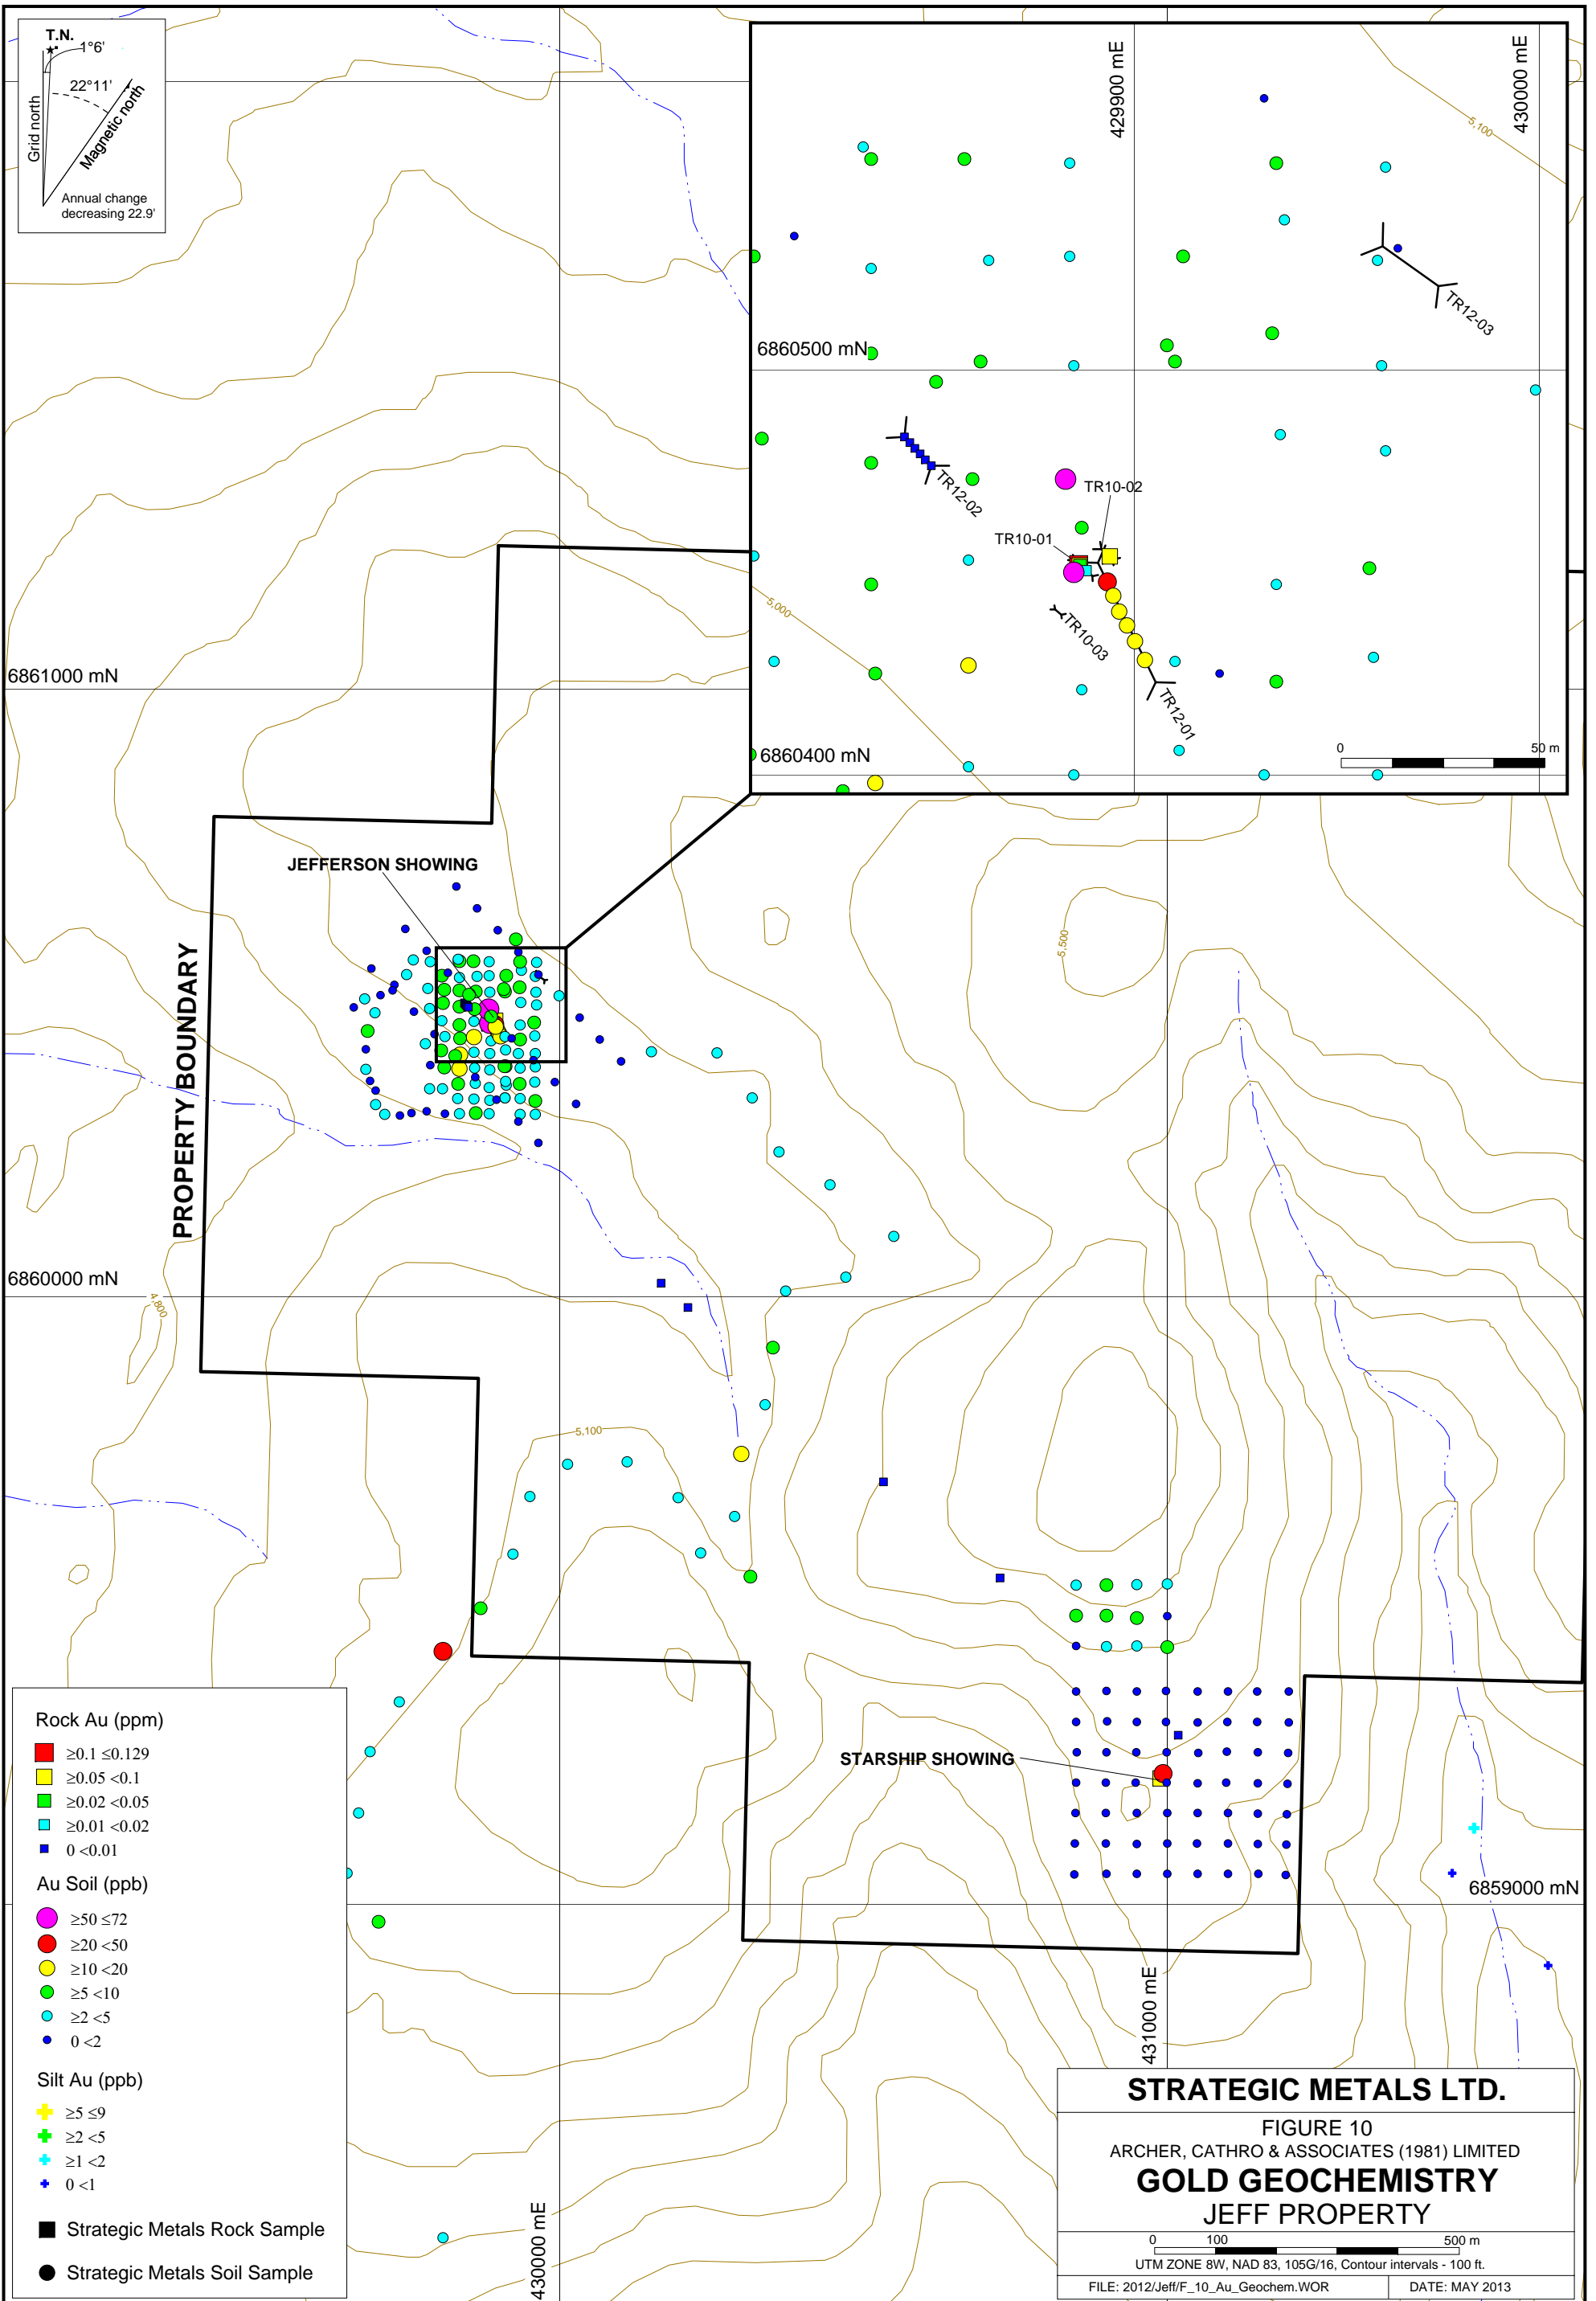 T.N.
1°6'
22°11'
Grid north
Magnetic north
Annual change
decreasing 22.9'
429900 mE
430000 mE
5,100
TR12-03
6860500 mN
TR12-02
TR10-02
TR10-01
TR10-03
5,000
TR12-01
6860400 mN
0 50 m
6861000 mN
JEFFERSON SHOWING
5,500
PROPERTY BOUNDARY
6860000 mN
4,800
5,100
STARSHIP SHOWING
6859000 mN
431000 mE
430000 mE
Rock Au (ppm)
≥0.1 ≤0.129
≥0.05 <0.1
≥0.02 <0.05
≥0.01 <0.02
0 <0.01
Au Soil (ppb)
≥50 ≤72
≥20 <50
≥10 <20
≥5 <10
≥2 <5
0 <2
Silt Au (ppb)
≥5 ≤9
≥2 <5
≥1 <2
0 <1
Strategic Metals Rock Sample
Strategic Metals Soil Sample
STRATEGIC METALS LTD.
FIGURE 10
ARCHER, CATHRO & ASSOCIATES (1981) LIMITED
GOLD GEOCHEMISTRY
JEFF PROPERTY
0 100 500 m
UTM ZONE 8W, NAD 83, 105G/16, Contour intervals - 100 ft.
FILE: 2012/Jeff/F_10_Au_Geochem.WOR
DATE: MAY 2013